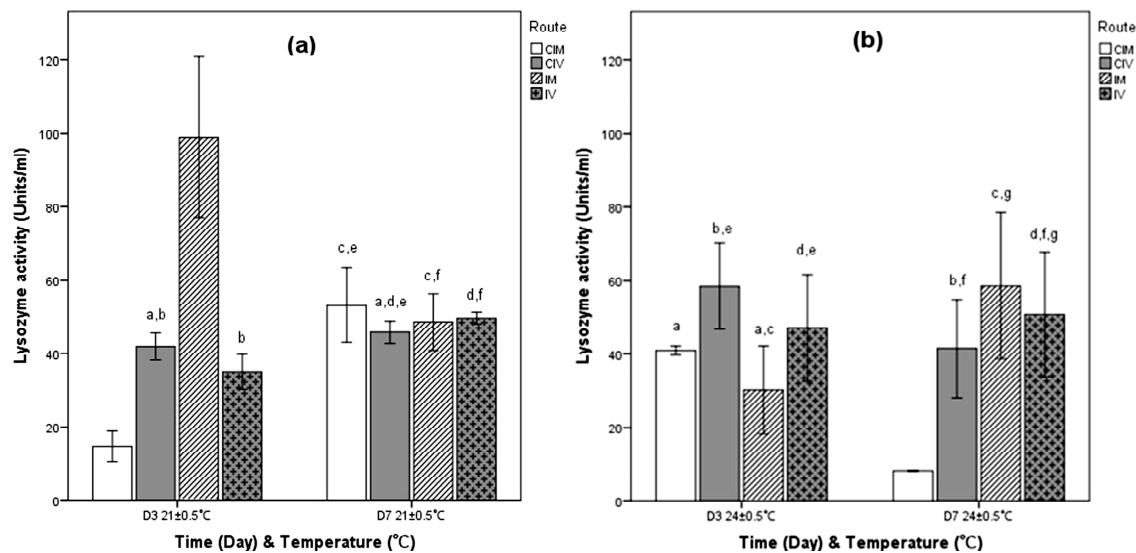 (a)
Route
CIM
CIV
IM
IV
Lysozyme activity (Units/ml)
120
100
80
60
40
20
0
a,b
b
c,e
a,d,e
c,f
d,f
D3 21±0.5°C
D7 21±0.5°C
Time (Day) & Temperature (°C)
(b)
Route
CIM
CIV
IM
IV
Lysozyme activity (Units/ml)
120
100
80
60
40
20
0
a
b,e
a,c
d,e
b,f
c,g
d,f,g
D3 24±0.5°C
D7 24±0.5°C
Time (Day) & Temperature (°C)